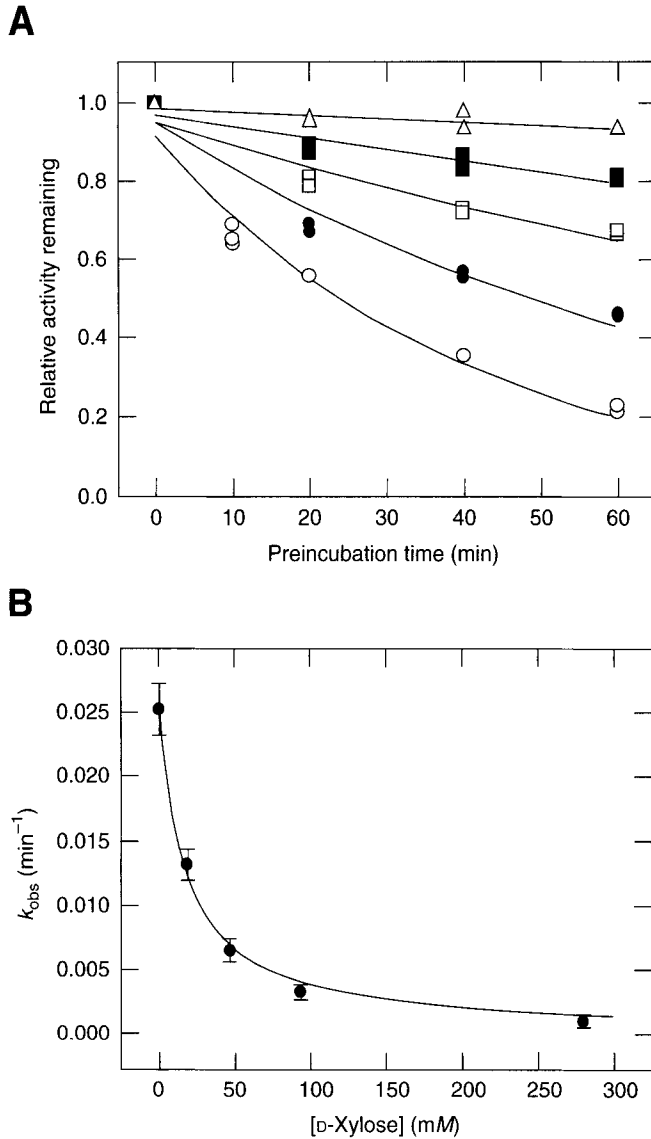 A
1.0
0.8
0.6
0.4
0.2
0.0
Relative activity remaining
0 10 20 30 40 50 60
Preincubation time (min)
B
0.030
0.025
0.020
0.015
0.010
0.005
0.000
k_obs (min⁻¹)
0 50 100 150 200 250 300
[D-Xylose] (mM)